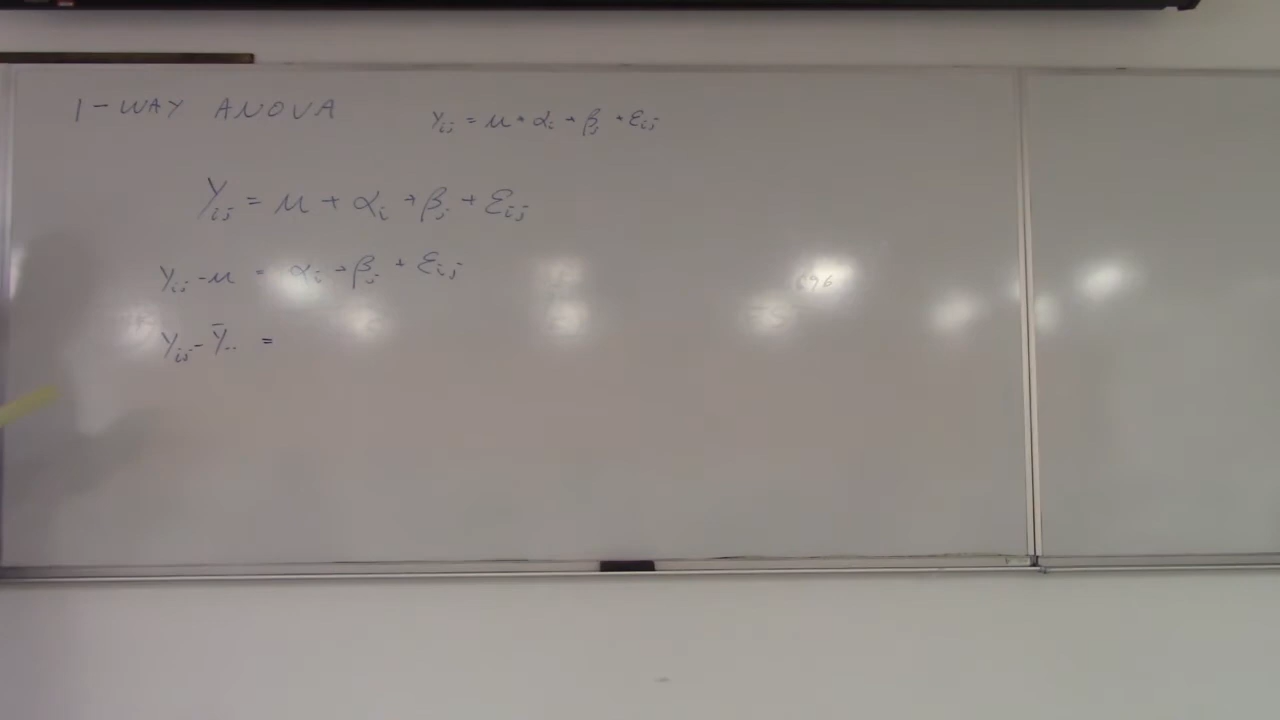 1-WAY ANOVA
Yij = μ + αi + βj + εij
Yij = μ + αi + βj + εij
Yij - μ = αi + βj + εij
Yij - Ȳ.. =